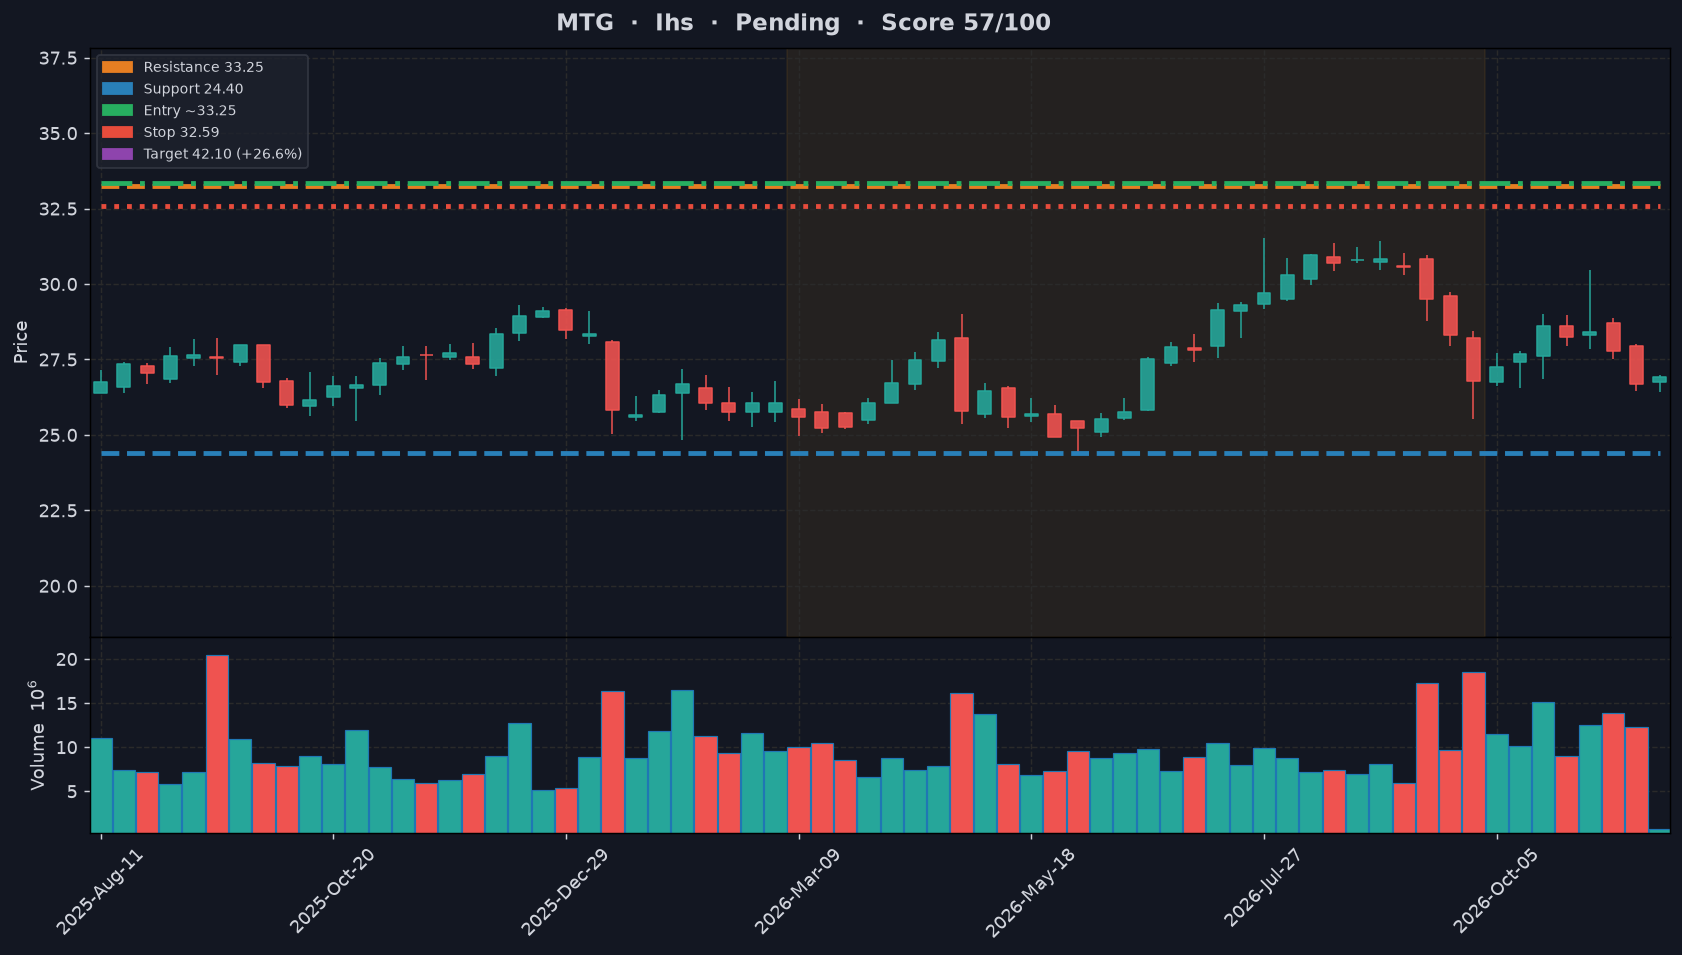 MTG · Ihs · Pending · Score 57/100
Resistance 33.25
Support 24.40
Entry ~33.25
Stop 32.59
Target 42.10 (+26.6%)
Price
37.5
35.0
32.5
30.0
27.5
25.0
22.5
20.0
Volume 10⁶
20
15
10
5
2025-Aug-11
2025-Oct-20
2025-Dec-29
2026-Mar-09
2026-May-18
2026-Jul-27
2026-Oct-05